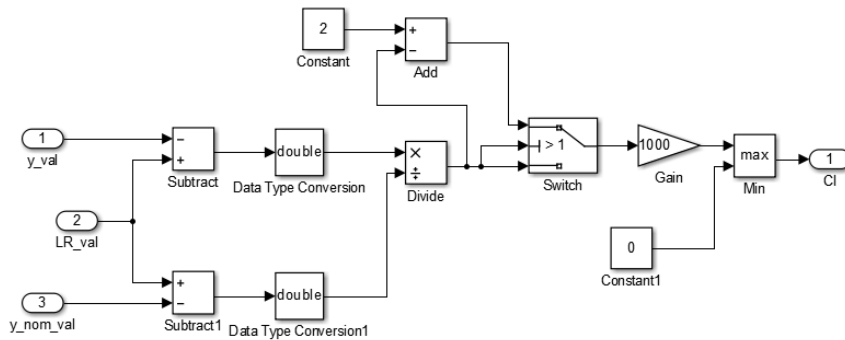 2
Constant
+
−
Add
1
y_val
−
+
Subtract
double
Data Type Conversion
×
÷
Divide
> 1
Switch
1000
Gain
max
Min
1
CI
2
LR_val
0
Constant1
3
y_nom_val
+
−
Subtract1
double
Data Type Conversion1